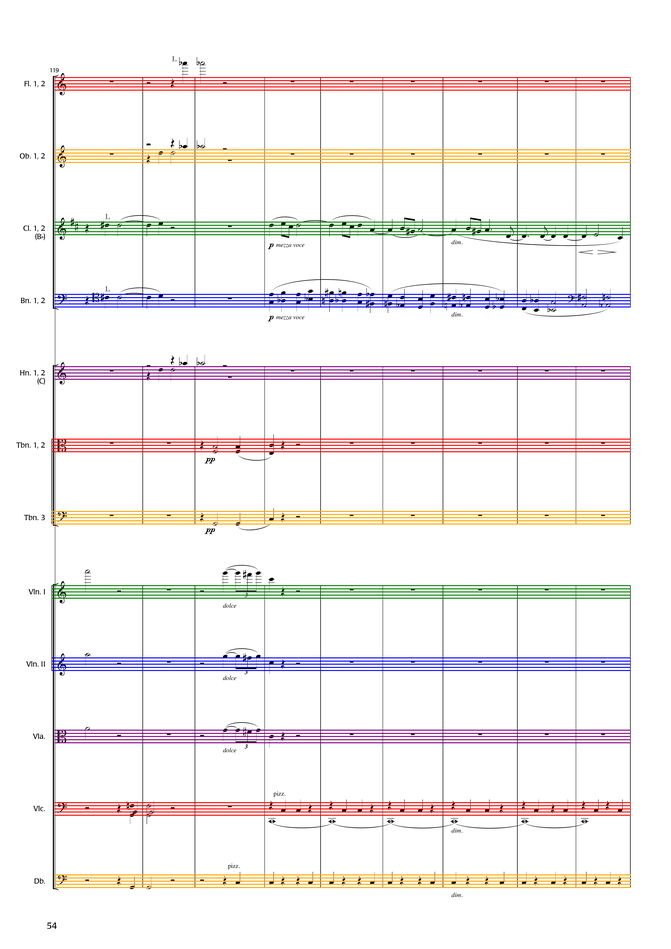 1.
119
Fl. 1, 2
Ob. 1, 2
1.
Cl. 1, 2
(B♭)
p mezza voce
dim.
1.
Bn. 1, 2
p mezza voce
dim.
Hn. 1, 2
(C)
Tbn. 1, 2
pp
Tbn. 3
pp
Vln. I
3
dolce
Vln. II
3
dolce
Vla.
3
dolce
pizz.
Vlc.
dim.
pizz.
Db.
dim.
54